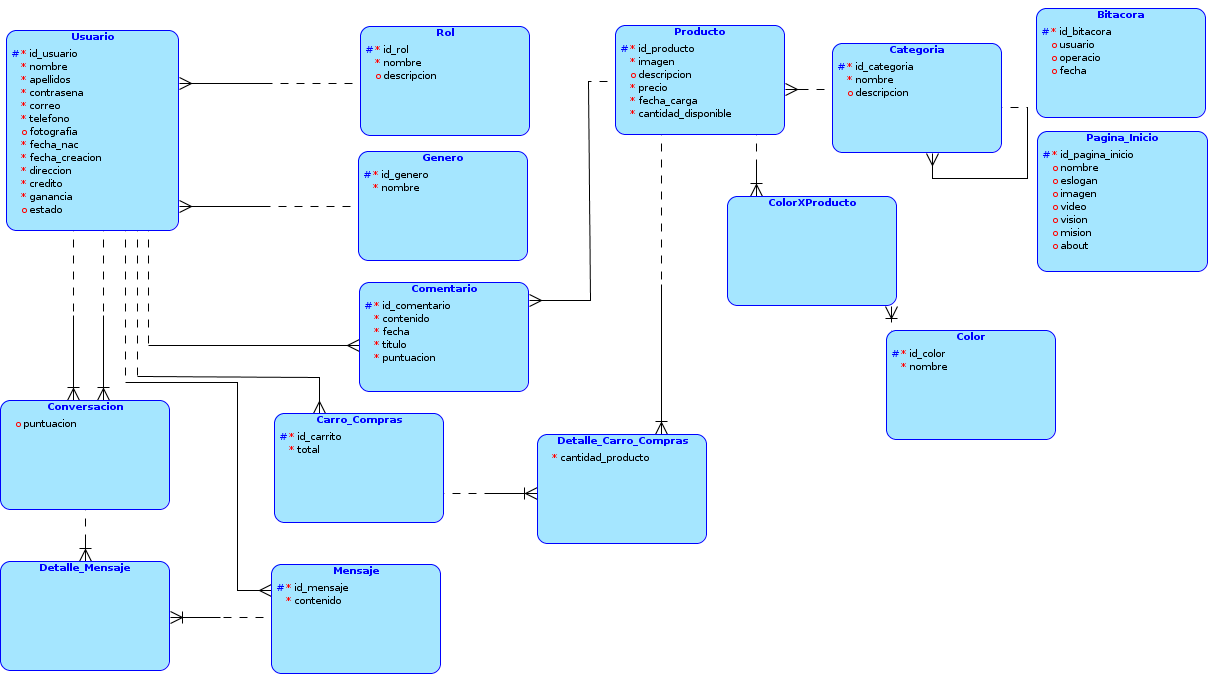 Usuario
#* id_usuario
* nombre
* apellidos
* contrasena
* correo
* telefono
o fotografia
* fecha_nac
* fecha_creacion
* direccion
* credito
* ganancia
o estado
Rol
#* id_rol
* nombre
o descripcion
Genero
#* id_genero
* nombre
Comentario
#* id_comentario
* contenido
* fecha
* titulo
* puntuacion
Producto
#* id_producto
* imagen
o descripcion
* precio
* fecha_carga
* cantidad_disponible
Categoria
#* id_categoria
* nombre
o descripcion
Bitacora
#* id_bitacora
o usuario
o operacio
o fecha
Pagina_Inicio
#* id_pagina_inicio
o nombre
o eslogan
o imagen
o video
o vision
o mision
o about
ColorXProducto
Color
#* id_color
* nombre
Conversacion
o puntuacion
Carro_Compras
#* id_carrito
* total
Detalle_Carro_Compras
* cantidad_producto
Detalle_Mensaje
Mensaje
#* id_mensaje
* contenido